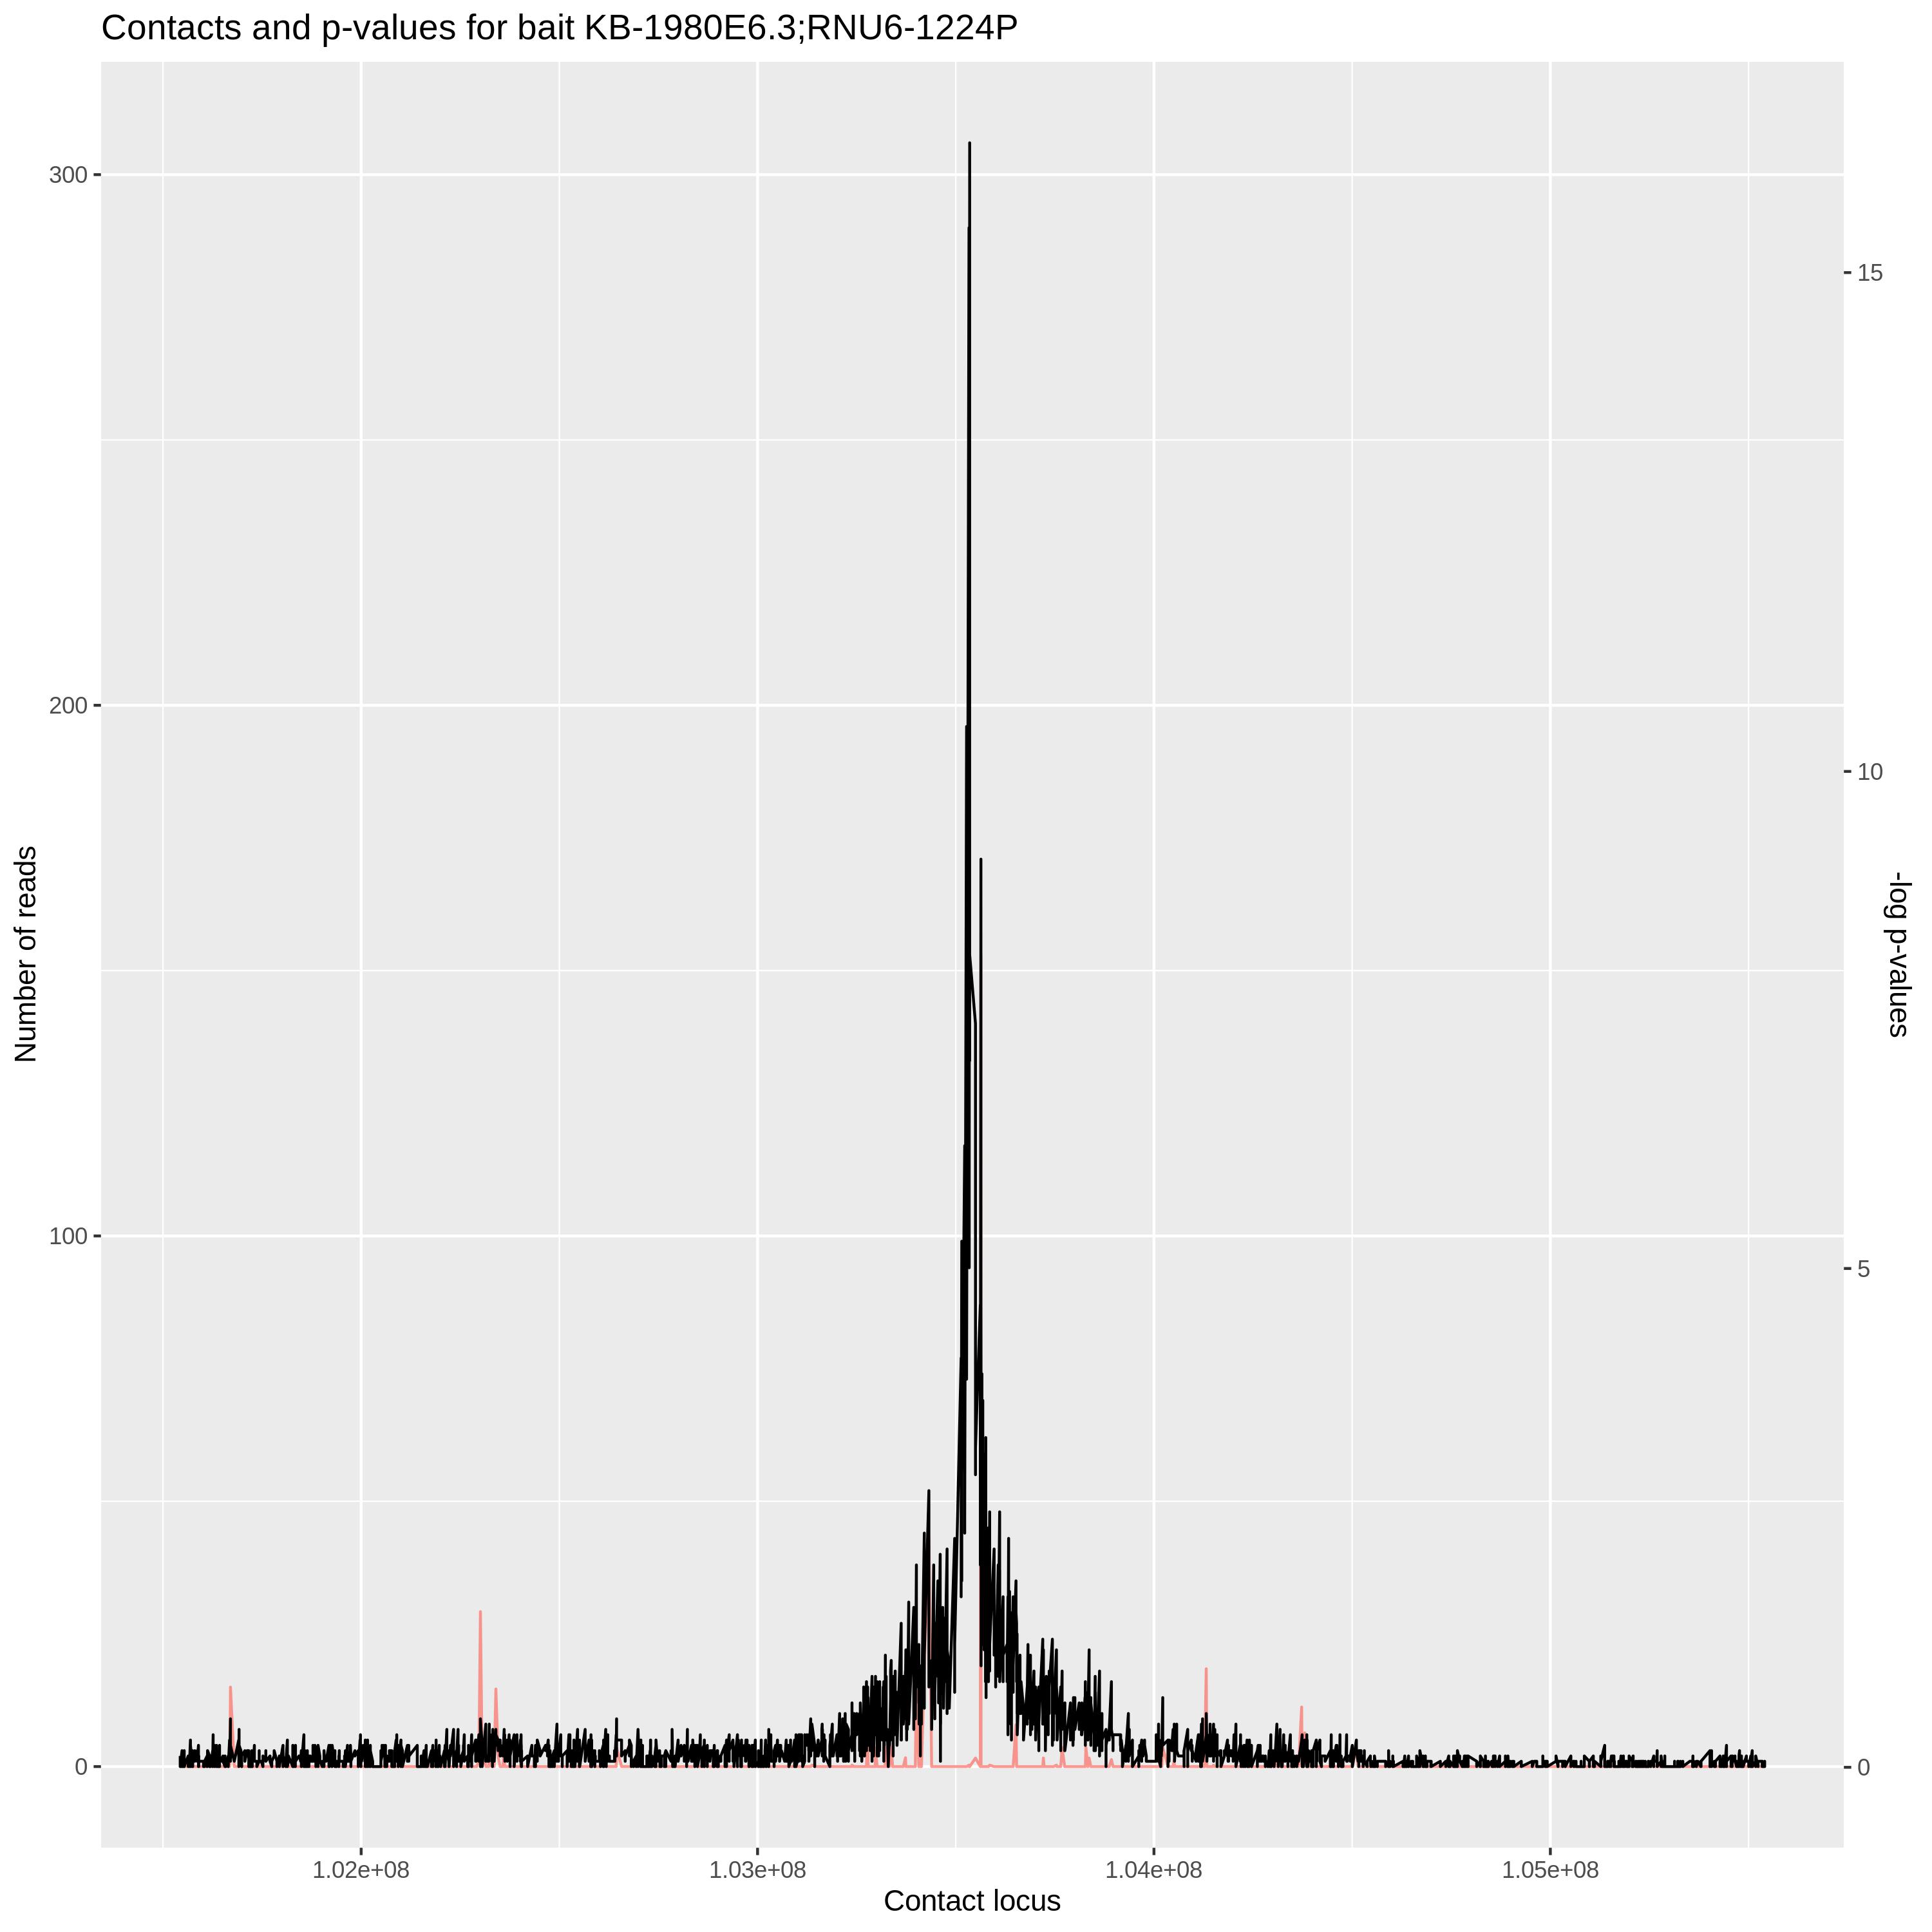 Contacts and p-values for bait KB-1980E6.3;RNU6-1224P
300
200
100
0
Number of reads
15
10
5
0
-log p-values
1.02e+08 1.03e+08 1.04e+08 1.05e+08
Contact locus